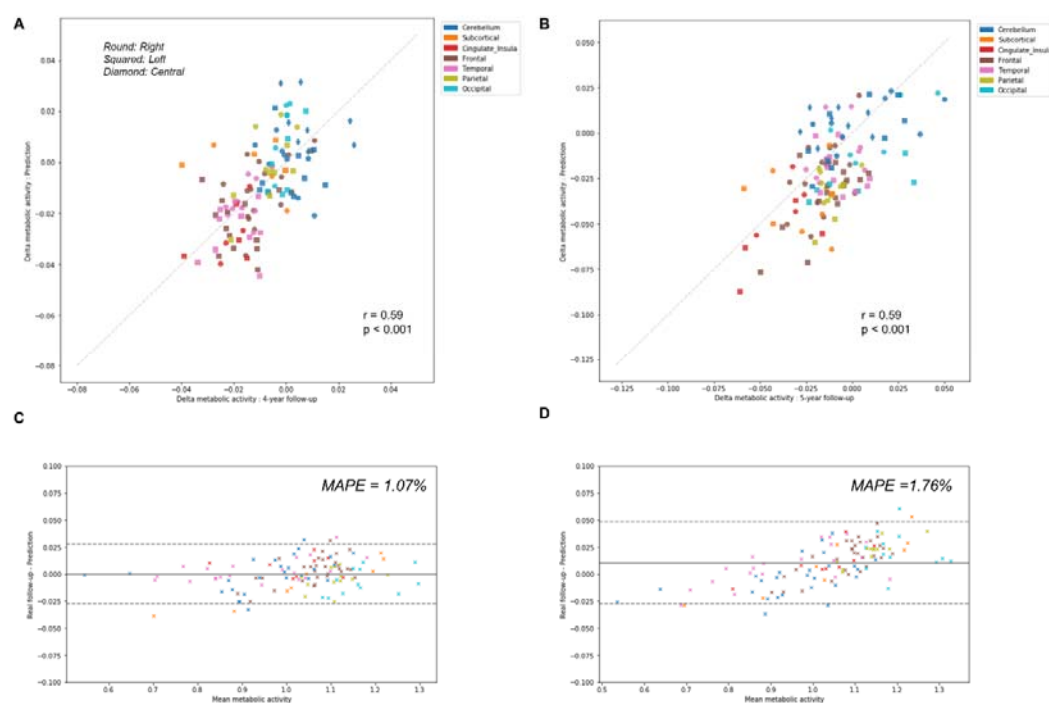 A
Round: Right
Squared: Left
Diamond: Central
Cerebellum
Subcortical
Cingulate_Insula
Frontal
Temporal
Parietal
Occipital
0.04
0.02
0.00
−0.02
−0.04
−0.06
−0.08
Delta metabolic activity : Prediction
r = 0.59
p < 0.001
−0.08
−0.06
−0.04
−0.02
0.00
0.02
0.04
Delta metabolic activity : 4-year follow-up
B
Cerebellum
Subcortical
Cingulate_Insula
Frontal
Temporal
Parietal
Occipital
0.050
0.025
0.000
−0.025
−0.050
−0.075
−0.100
−0.125
Delta metabolic activity : Prediction
r = 0.59
p < 0.001
−0.125
−0.100
−0.075
−0.050
−0.025
0.000
0.025
0.050
Delta metabolic activity : 5-year follow-up
C
MAPE = 1.07%
0.100
0.075
0.050
0.025
0.000
−0.025
−0.050
−0.075
−0.100
Real follow-up - Prediction
0.6
0.7
0.8
0.9
1.0
1.1
1.2
1.3
Mean metabolic activity
D
MAPE =1.76%
0.100
0.075
0.050
0.025
0.000
−0.025
−0.050
−0.075
−0.100
Real follow-up - Prediction
0.5
0.6
0.7
0.8
0.9
1.0
1.1
1.2
1.3
Mean metabolic activity